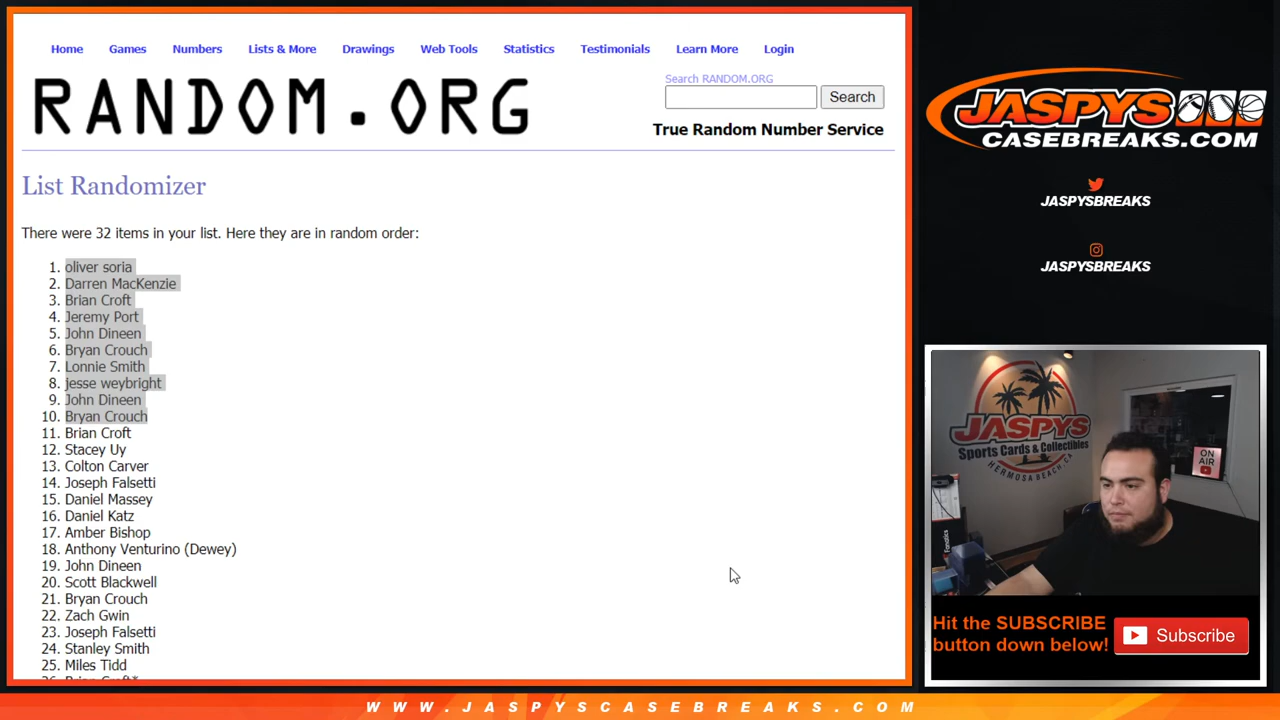 Home Games Numbers Lists & More Drawings Web Tools Statistics Testimonials Learn More Login
RANDOM.ORG
Search RANDOM.ORG
Search
True Random Number Service
List Randomizer
There were 32 items in your list. Here they are in random order:
1. oliver soria
2. Darren MacKenzie
3. Brian Croft
4. Jeremy Port
5. John Dineen
6. Bryan Crouch
7. Lonnie Smith
8. jesse weybright
9. John Dineen
10. Bryan Crouch
11. Brian Croft
12. Stacey Uy
13. Colton Carver
14. Joseph Falsetti
15. Daniel Massey
16. Daniel Katz
17. Amber Bishop
18. Anthony Venturino (Dewey)
19. John Dineen
20. Scott Blackwell
21. Bryan Crouch
22. Zach Gwin
23. Joseph Falsetti
24. Stanley Smith
25. Miles Tidd
26. Brian Croft*
JASPYS
CASEBREAKS.COM
JASPYSBREAKS
JASPYSBREAKS
JASPYS
Sports Cards & Collectibles
HERMOSA BEACH, CA
ON
AIR
Fanatics
Hit the SUBSCRIBE
button down below!
Subscribe
WWW.JASPYSCASEBREAKS.COM